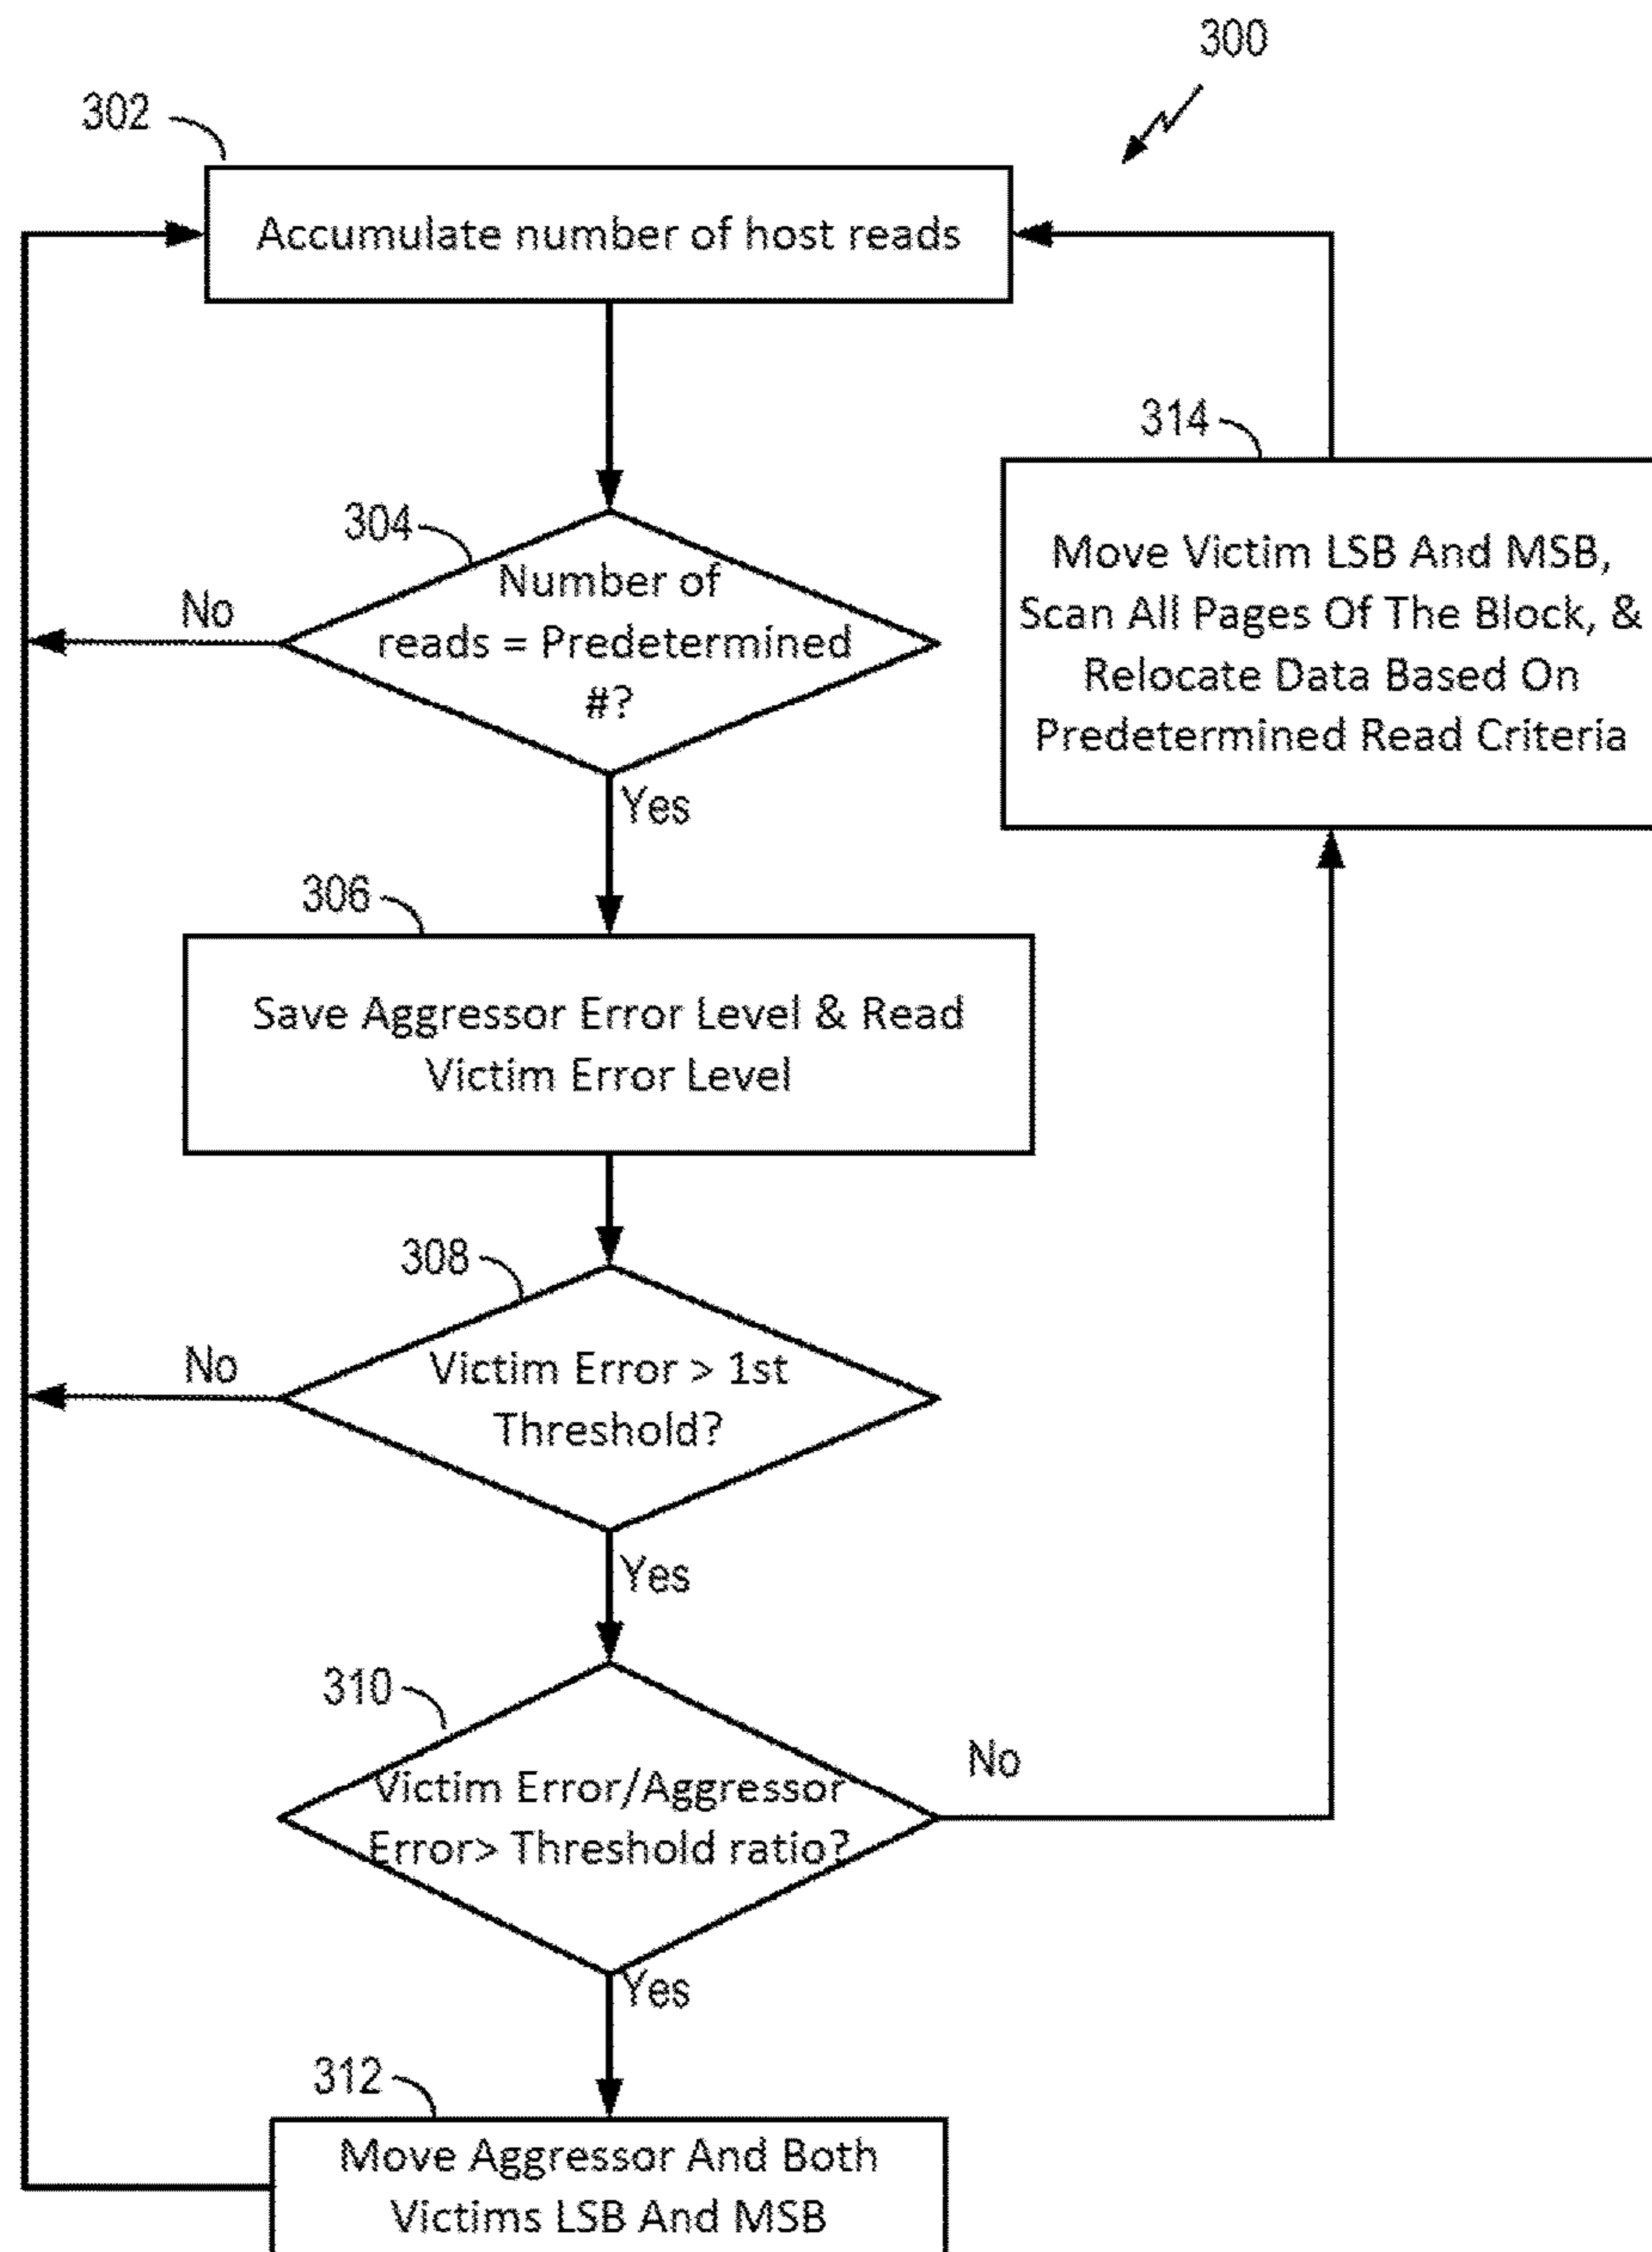 300
302
Accumulate number of host reads
304
Number of
reads = Predetermined
#?
No
Yes
314
Move Victim LSB And MSB,
Scan All Pages Of The Block, &
Relocate Data Based On
Predetermined Read Criteria
306
Save Aggressor Error Level & Read
Victim Error Level
308
Victim Error > 1st
Threshold?
No
Yes
310
Victim Error/Aggressor
Error> Threshold ratio?
No
Yes
312
Move Aggressor And Both
Victims LSB And MSB